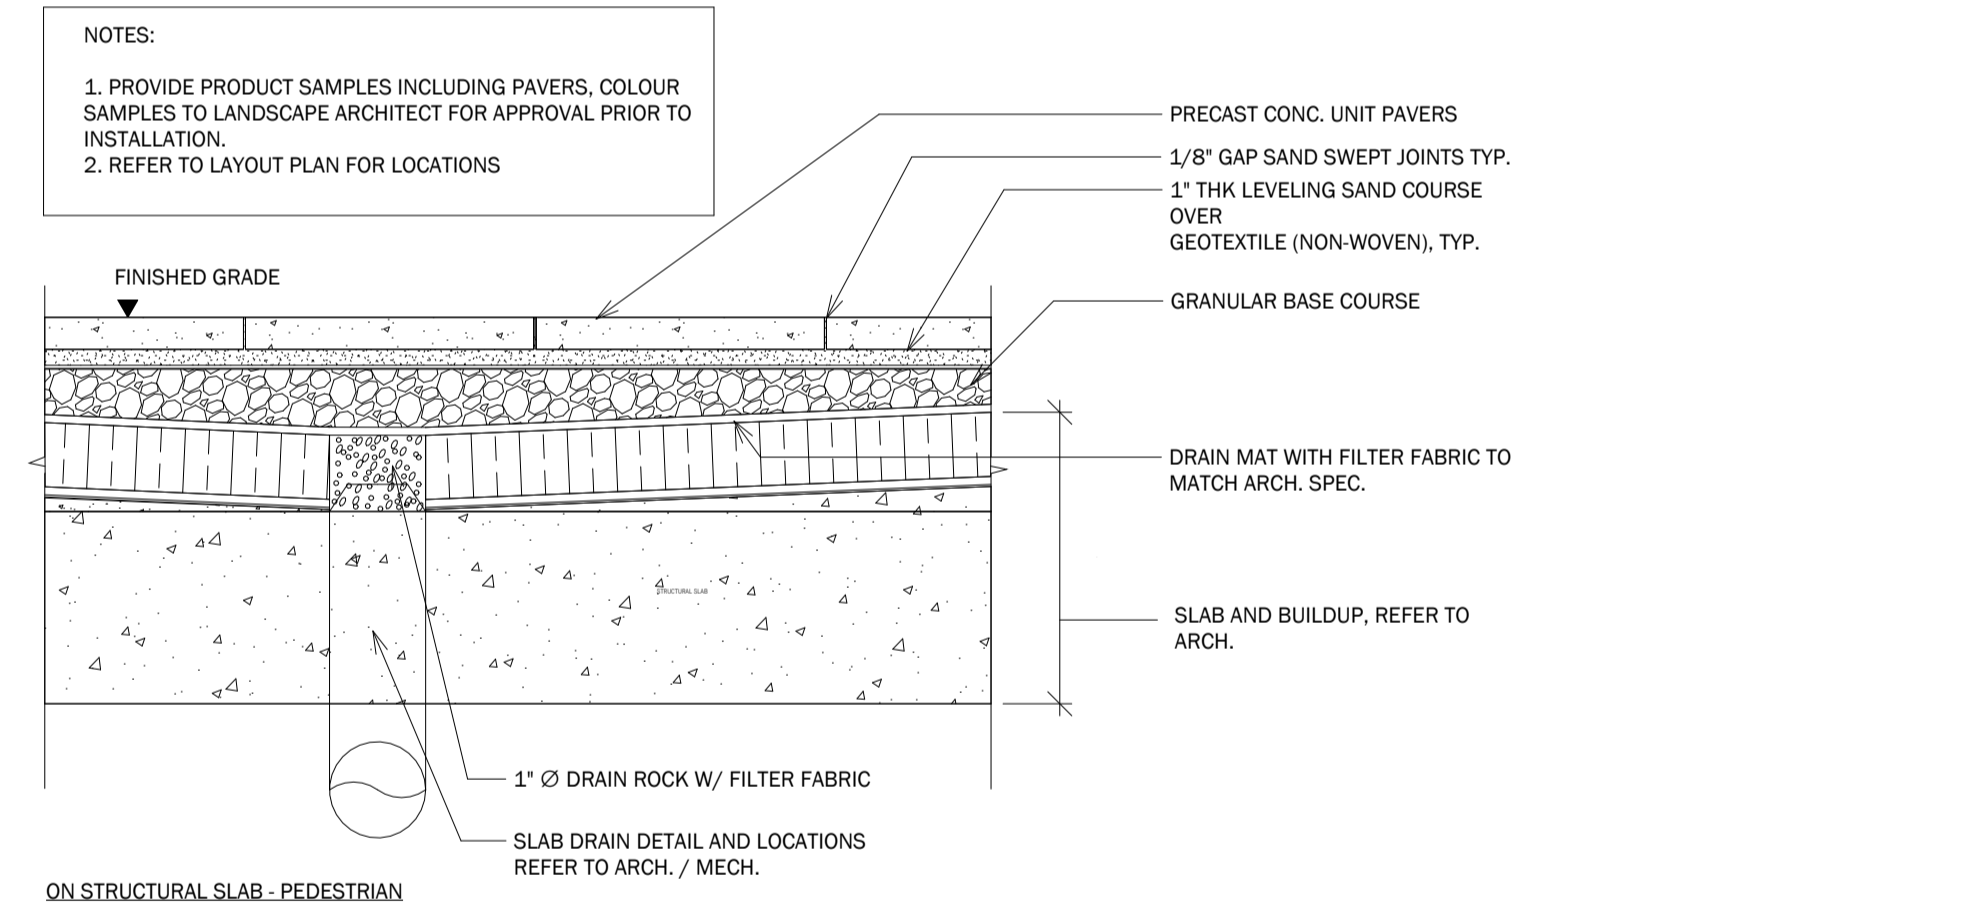 NOTES:
1. PROVIDE PRODUCT SAMPLES INCLUDING PAVERS, COLOUR
SAMPLES TO LANDSCAPE ARCHITECT FOR APPROVAL PRIOR TO
INSTALLATION.
2. REFER TO LAYOUT PLAN FOR LOCATIONS
PRECAST CONC. UNIT PAVERS
1/8" GAP SAND SWEPT JOINTS TYP.
1" THK LEVELING SAND COURSE
OVER
GEOTEXTILE (NON-WOVEN), TYP.
FINISHED GRADE
GRANULAR BASE COURSE
DRAIN MAT WITH FILTER FABRIC TO
MATCH ARCH. SPEC.
STRUCTURAL SLAB
SLAB AND BUILDUP, REFER TO
ARCH.
1" Ø DRAIN ROCK W/ FILTER FABRIC
SLAB DRAIN DETAIL AND LOCATIONS
REFER TO ARCH. / MECH.
ON STRUCTURAL SLAB - PEDESTRIAN